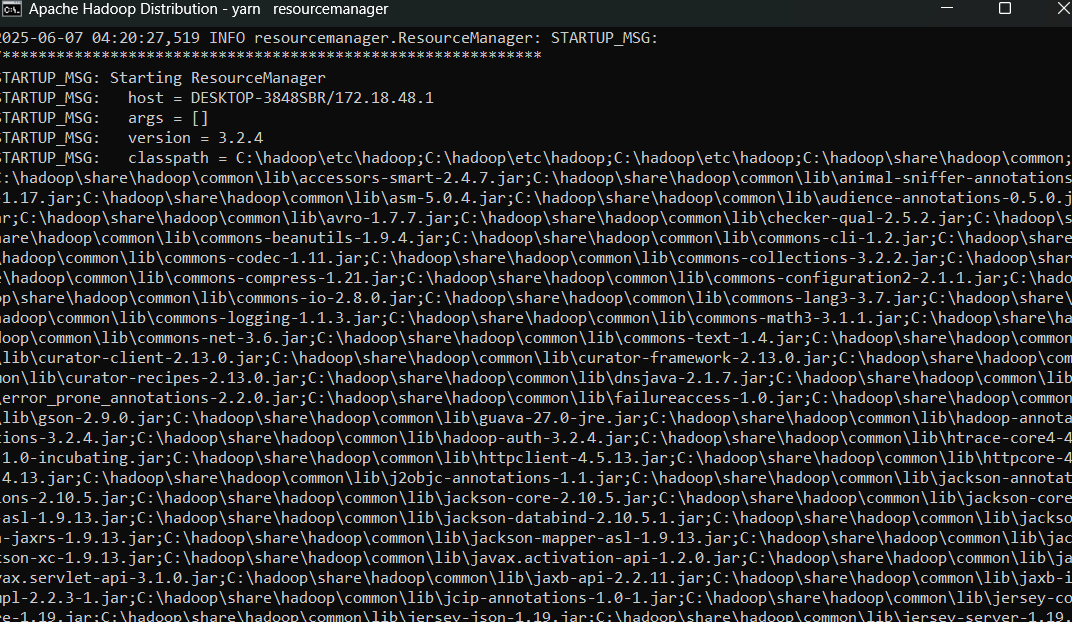 Apache Hadoop Distribution - yarn resourcemanager
2025-06-07 04:20:27,519 INFO resourcemanager.ResourceManager: STARTUP_MSG:
/************************************************************
STARTUP_MSG: Starting ResourceManager
STARTUP_MSG:   host = DESKTOP-3848SBR/172.18.48.1
STARTUP_MSG:   args = []
STARTUP_MSG:   version = 3.2.4
STARTUP_MSG:   classpath = C:\hadoop\etc\hadoop;C:\hadoop\etc\hadoop;C:\hadoop\etc\hadoop;C:\hadoop\share\hadoop\common;
C:\hadoop\share\hadoop\common\lib\accessors-smart-2.4.7.jar;C:\hadoop\share\hadoop\common\lib\animal-sniffer-annotations
-1.17.jar;C:\hadoop\share\hadoop\common\lib\asm-5.0.4.jar;C:\hadoop\share\hadoop\common\lib\audience-annotations-0.5.0.j
ar;C:\hadoop\share\hadoop\common\lib\avro-1.7.7.jar;C:\hadoop\share\hadoop\common\lib\checker-qual-2.5.2.jar;C:\hadoop\s
hare\hadoop\common\lib\commons-beanutils-1.9.4.jar;C:\hadoop\share\hadoop\common\lib\commons-cli-1.2.jar;C:\hadoop\share
\hadoop\common\lib\commons-codec-1.11.jar;C:\hadoop\share\hadoop\common\lib\commons-collections-3.2.2.jar;C:\hadoop\shar
e\hadoop\common\lib\commons-compress-1.21.jar;C:\hadoop\share\hadoop\common\lib\commons-configuration2-2.1.1.jar;C:\hado
op\share\hadoop\common\lib\commons-io-2.8.0.jar;C:\hadoop\share\hadoop\common\lib\commons-lang3-3.7.jar;C:\hadoop\share\
hadoop\common\lib\commons-logging-1.1.3.jar;C:\hadoop\share\hadoop\common\lib\commons-math3-3.1.1.jar;C:\hadoop\share\ha
doop\common\lib\commons-net-3.6.jar;C:\hadoop\share\hadoop\common\lib\commons-text-1.4.jar;C:\hadoop\share\hadoop\common
\lib\curator-client-2.13.0.jar;C:\hadoop\share\hadoop\common\lib\curator-framework-2.13.0.jar;C:\hadoop\share\hadoop\com
mon\lib\curator-recipes-2.13.0.jar;C:\hadoop\share\hadoop\common\lib\dnsjava-2.1.7.jar;C:\hadoop\share\hadoop\common\lib
\error_prone_annotations-2.2.0.jar;C:\hadoop\share\hadoop\common\lib\failureaccess-1.0.jar;C:\hadoop\share\hadoop\common
\lib\gson-2.9.0.jar;C:\hadoop\share\hadoop\common\lib\guava-27.0-jre.jar;C:\hadoop\share\hadoop\common\lib\hadoop-annota
tions-3.2.4.jar;C:\hadoop\share\hadoop\common\lib\hadoop-auth-3.2.4.jar;C:\hadoop\share\hadoop\common\lib\htrace-core4-4
.1.0-incubating.jar;C:\hadoop\share\hadoop\common\lib\httpclient-4.5.13.jar;C:\hadoop\share\hadoop\common\lib\httpcore-4
.4.13.jar;C:\hadoop\share\hadoop\common\lib\j2objc-annotations-1.1.jar;C:\hadoop\share\hadoop\common\lib\jackson-annotat
ions-2.10.5.jar;C:\hadoop\share\hadoop\common\lib\jackson-core-2.10.5.jar;C:\hadoop\share\hadoop\common\lib\jackson-core
-asl-1.9.13.jar;C:\hadoop\share\hadoop\common\lib\jackson-databind-2.10.5.1.jar;C:\hadoop\share\hadoop\common\lib\jackso
n-jaxrs-1.9.13.jar;C:\hadoop\share\hadoop\common\lib\jackson-mapper-asl-1.9.13.jar;C:\hadoop\share\hadoop\common\lib\jac
kson-xc-1.9.13.jar;C:\hadoop\share\hadoop\common\lib\javax.activation-api-1.2.0.jar;C:\hadoop\share\hadoop\common\lib\ja
vax.servlet-api-3.1.0.jar;C:\hadoop\share\hadoop\common\lib\jaxb-api-2.2.11.jar;C:\hadoop\share\hadoop\common\lib\jaxb-i
mpl-2.2.3-1.jar;C:\hadoop\share\hadoop\common\lib\jcip-annotations-1.0-1.jar;C:\hadoop\share\hadoop\common\lib\jersey-co
re-1.19.jar;C:\hadoop\share\hadoop\common\lib\jersey-json-1.19.jar;C:\hadoop\share\hadoop\common\lib\jersey-server-1.19.